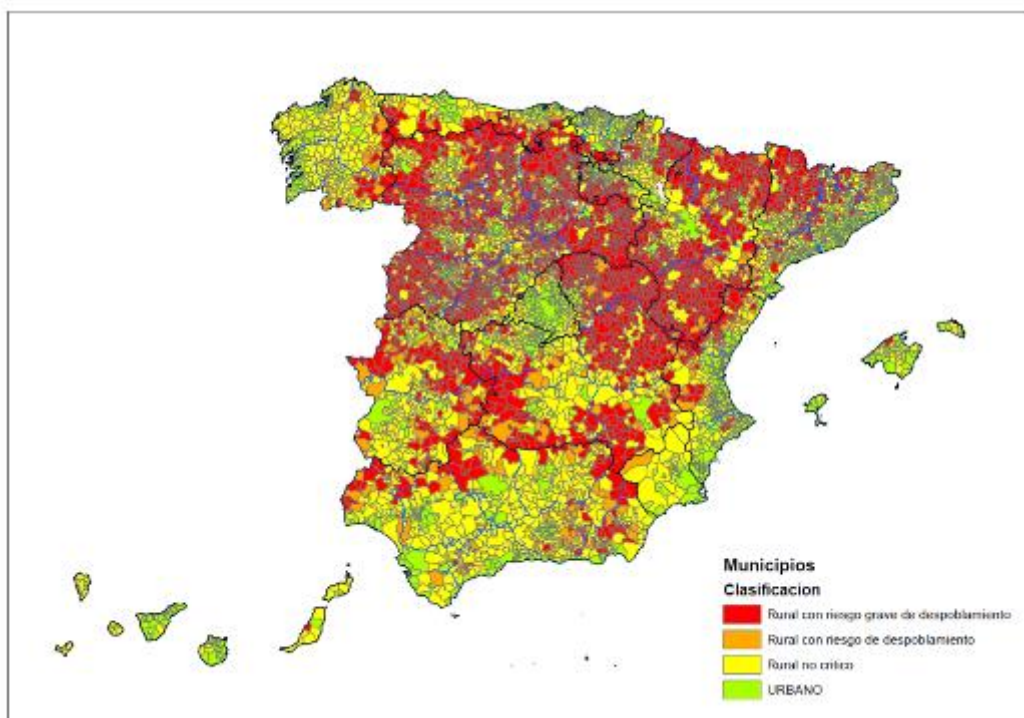 Municipios
Clasificacion
Rural con riesgo grave de despoblamiento
Rural con riesgo de despoblamiento
Rural no critico
URBANO